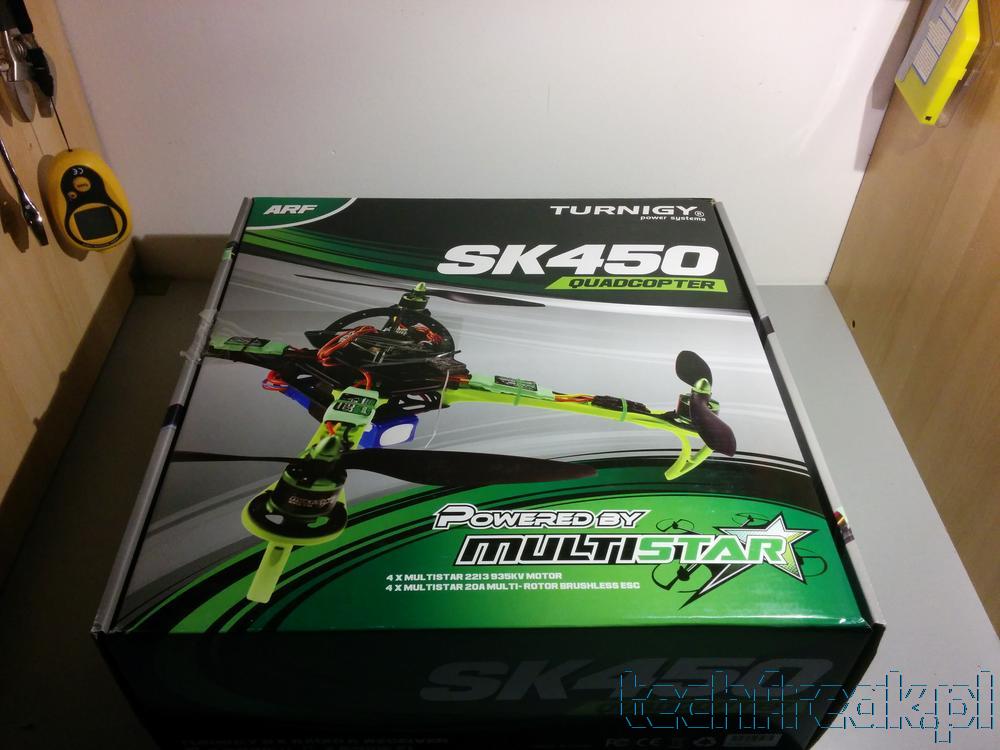 ARF
TURNIGY®
power systems
SK450
QUADCOPTER
POWERED BY
MULTISTAR
4 X MULTISTAR 2213 935KV MOTOR
4 X MULTISTAR 20A MULTI-ROTOR BRUSHLESS ESC
SK450
techfreak.pl